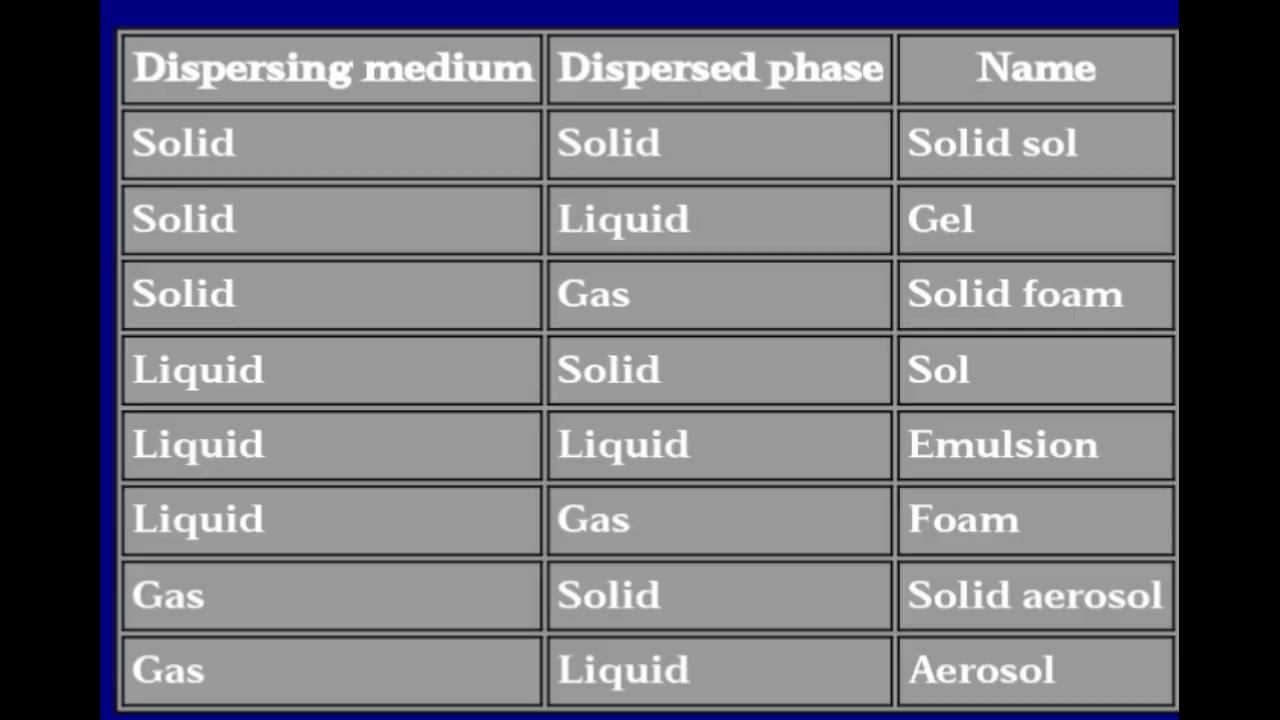 Dispersing medium Dispersed phase Name
Solid Solid Solid sol
Solid Liquid Gel
Solid Gas Solid foam
Liquid Solid Sol
Liquid Liquid Emulsion
Liquid Gas Foam
Gas Solid Solid aerosol
Gas Liquid Aerosol